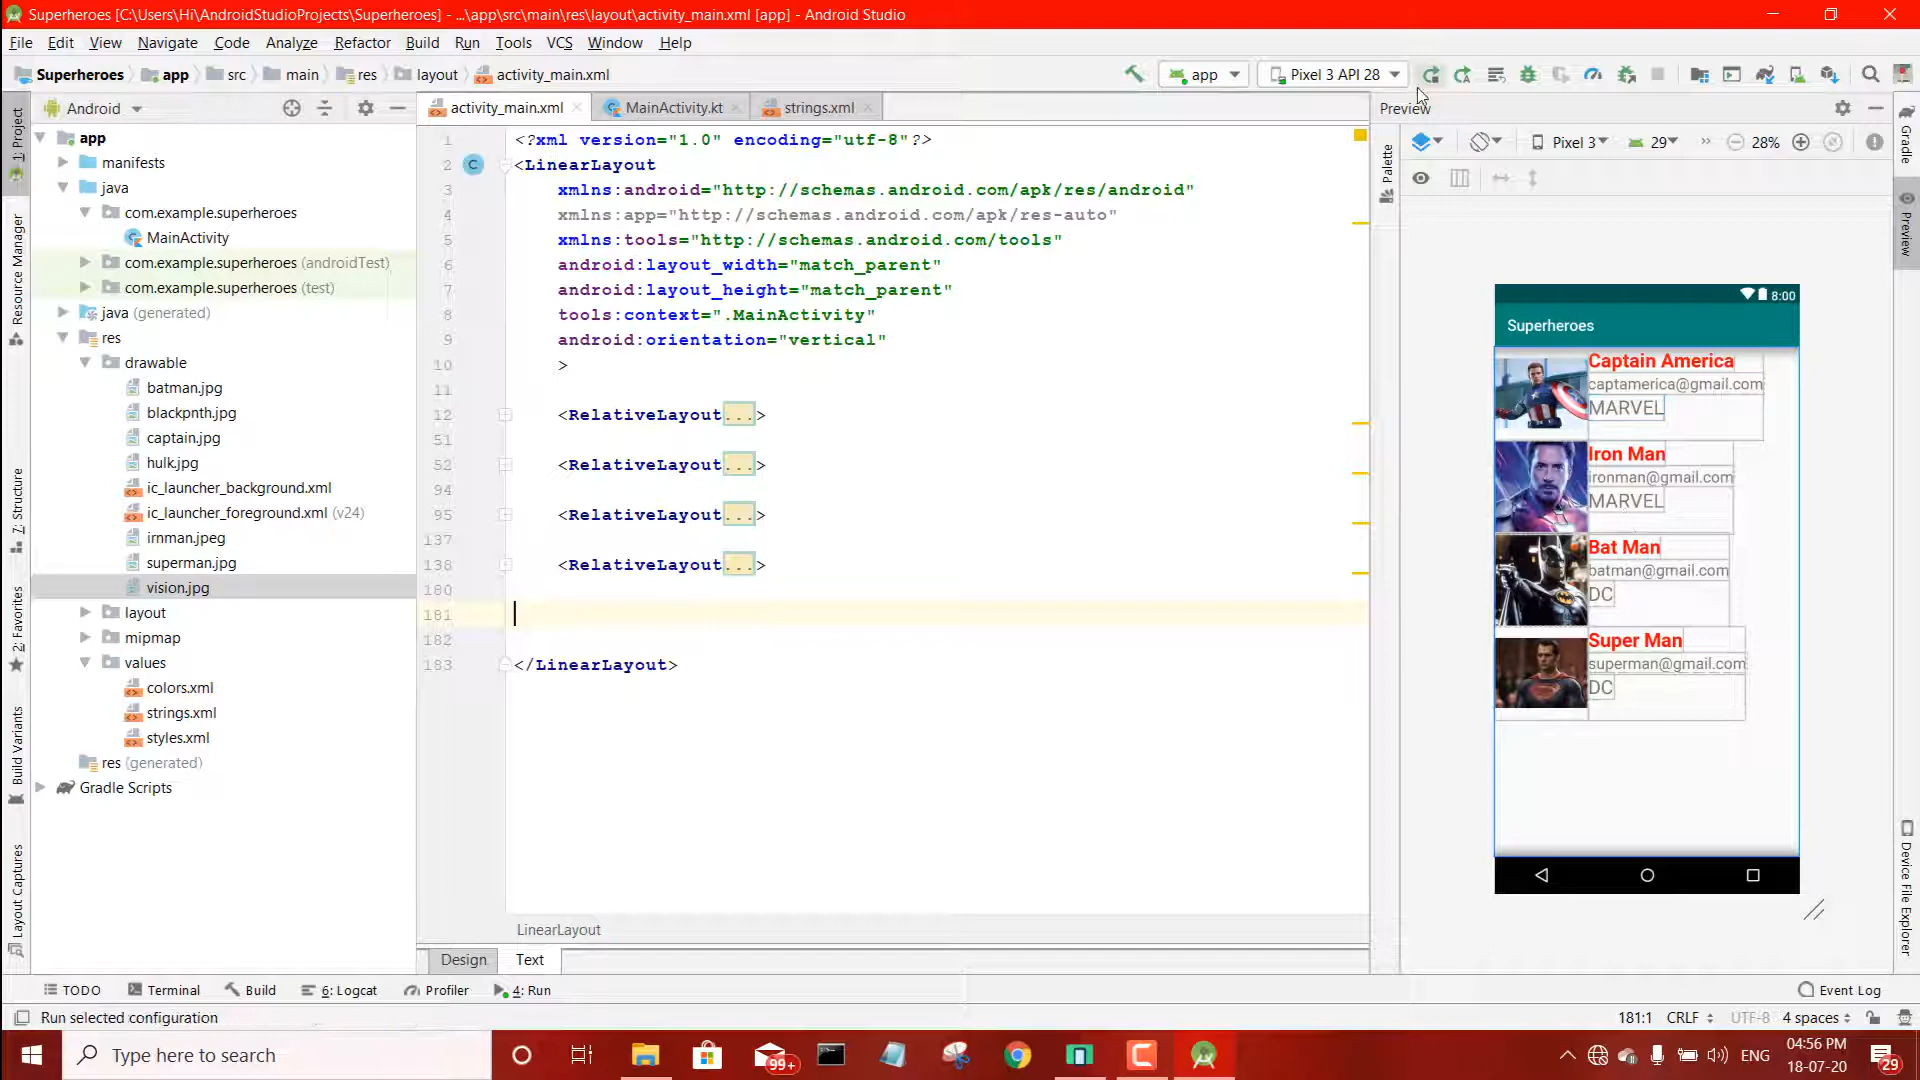 Superheroes [C:\Users\Hi\AndroidStudioProjects\Superheroes] - ...\app\src\main\res\layout\activity_main.xml [app] - Android Studio
File Edit View Navigate Code Analyze Refactor Build Run Tools VCS Window Help
Superheroes app src main res layout activity_main.xml app Pixel 3 API 28
Android
activity_main.xml MainActivity.kt strings.xml
Preview
Pixel 3 29 28%
1: Project
Resource Manager
7: Structure
2: Favorites
Build Variants
Layout Captures
app
manifests
java
com.example.superheroes
MainActivity
com.example.superheroes (androidTest)
com.example.superheroes (test)
java (generated)
res
drawable
batman.jpg
blackpnth.jpg
captain.jpg
hulk.jpg
ic_launcher_background.xml
ic_launcher_foreground.xml (v24)
irnman.jpeg
superman.jpg
vision.jpg
layout
mipmap
values
colors.xml
strings.xml
styles.xml
res (generated)
Gradle Scripts
1 <?xml version="1.0" encoding="utf-8"?>
2 <LinearLayout
3 xmlns:android="http://schemas.android.com/apk/res/android"
4 xmlns:app="http://schemas.android.com/apk/res-auto"
5 xmlns:tools="http://schemas.android.com/tools"
6 android:layout_width="match_parent"
7 android:layout_height="match_parent"
8 tools:context=".MainActivity"
9 android:orientation="vertical"
10 >
11
12 <RelativeLayout...>
51
52 <RelativeLayout...>
94
95 <RelativeLayout...>
137
138 <RelativeLayout...>
180
181
182
183 </LinearLayout>
LinearLayout
Design Text
Palette
8:00
Superheroes
Captain America
captamerica@gmail.com
MARVEL
Iron Man
ironman@gmail.com
MARVEL
Bat Man
batman@gmail.com
DC
Super Man
superman@gmail.com
DC
Gradle
Preview
Device File Explorer
TODO Terminal Build 6: Logcat Profiler 4: Run Event Log
Run selected configuration 181:1 CRLF UTF-8 4 spaces
Type here to search 99+ ENG 04:56 PM
18-07-20 29